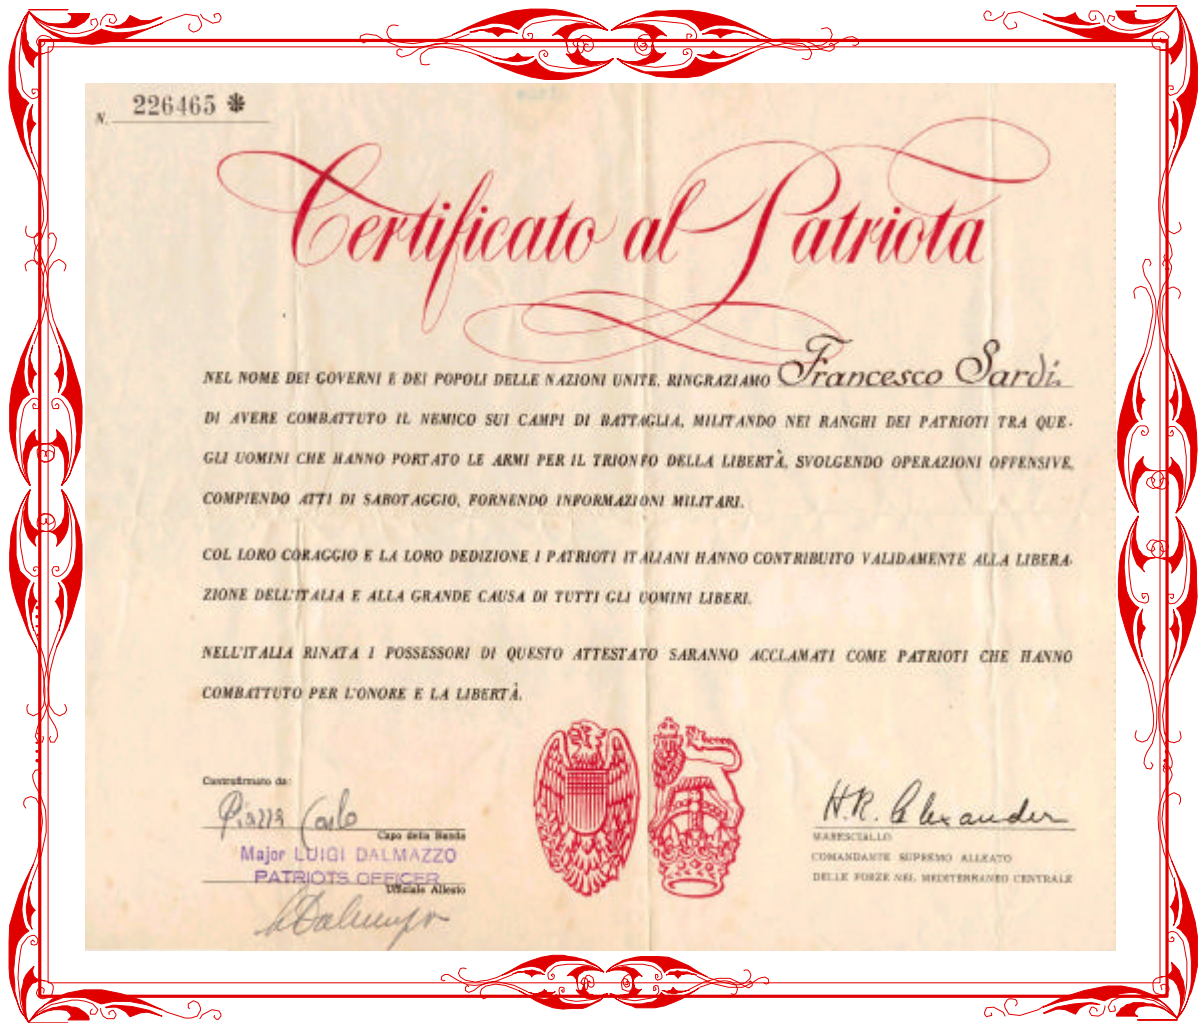 N. 226465 *
Certificato al Patriota
NEL NOME DEI GOVERNI E DEI POPOLI DELLE NAZIONI UNITE, RINGRAZIAMO Francesco Sardi.
DI AVERE COMBATTUTO IL NEMICO SUI CAMPI DI BATTAGLIA, MILITANDO NEI RANGHI DEI PATRIOTI TRA QUE-
GLI UOMINI CHE HANNO PORTATO LE ARMI PER IL TRIONFO DELLA LIBERTÀ, SVOLGENDO OPERAZIONI OFFENSIVE,
COMPIENDO ATTI DI SABOTAGGIO, FORNENDO INFORMAZIONI MILITARI.
COL LORO CORAGGIO E LA LORO DEDIZIONE I PATRIOTI ITALIANI HANNO CONTRIBUITO VALIDAMENTE ALLA LIBERA-
ZIONE DELL'ITALIA E ALLA GRANDE CAUSA DI TUTTI GLI UOMINI LIBERI.
NELL'ITALIA RINATA I POSSESSORI DI QUESTO ATTESTATO SARANNO ACCLAMATI COME PATRIOTI CHE HANNO
COMBATTUTO PER L'ONORE E LA LIBERTÀ.
Controfirmato da:
Piazza Carlo
Capo della Banda
Major LUIGI DALMAZZO
PATRIOTS OFFICER
Ufficiale Alleato
LDalmazzo
H.R. Alexander
MARESCIALLO
COMANDANTE SUPREMO ALLEATO
DELLE FORZE NEL MEDITERRANEO CENTRALE